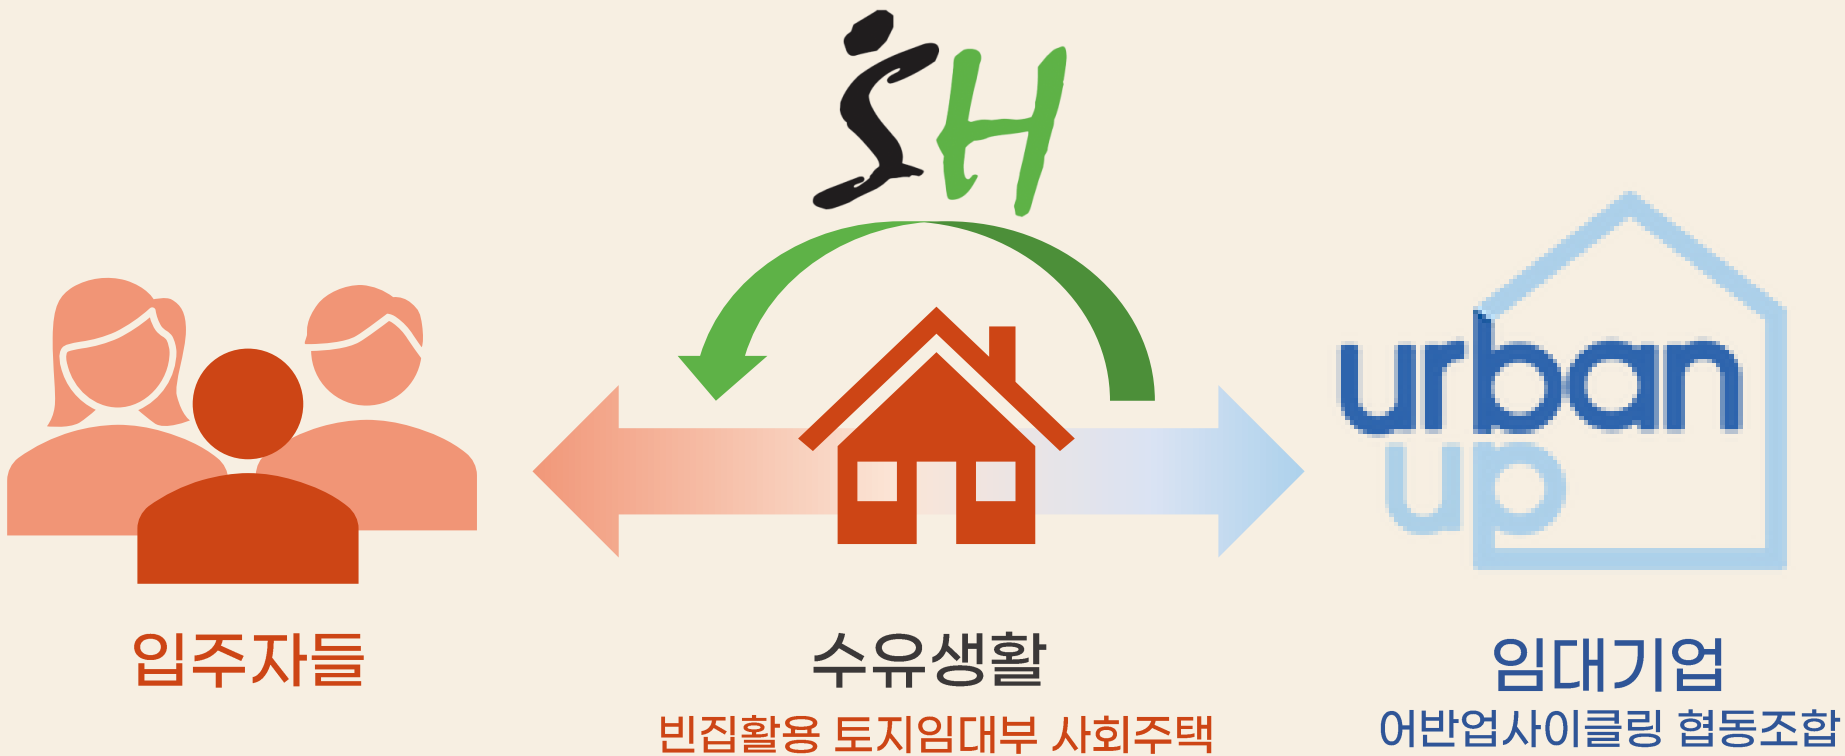 SH
urban
up
입주자들
수유생활
빈집활용 토지임대부 사회주택
임대기업
어반업사이클링 협동조합